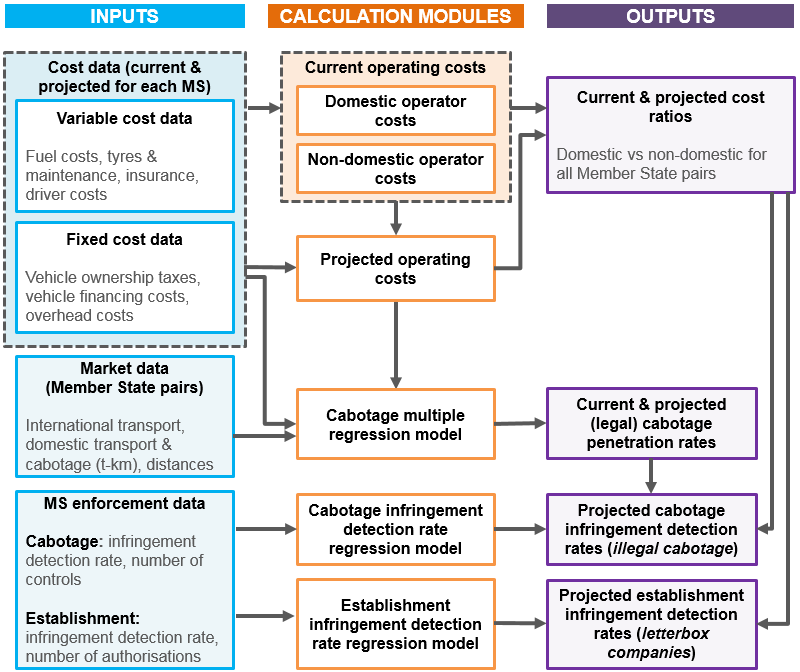 INPUTS
CALCULATION MODULES
OUTPUTS
Cost data (current &
projected for each MS)
Variable cost data
Fuel costs, tyres &
maintenance, insurance,
driver costs
Fixed cost data
Vehicle ownership taxes,
vehicle financing costs,
overhead costs
Market data
(Member State pairs)
International transport,
domestic transport &
cabotage (t-km), distances
MS enforcement data
Cabotage: infringement
detection rate, number of
controls
Establishment:
infringement detection rate,
number of authorisations
Current operating costs
Domestic operator
costs
Non-domestic operator
costs
Projected operating
costs
Cabotage multiple
regression model
Cabotage infringement
detection rate
regression model
Establishment
infringement detection
rate regression model
Current & projected cost
ratios
Domestic vs non-domestic for
all Member State pairs
Current & projected
(legal) cabotage
penetration rates
Projected cabotage
infringement detection
rates (illegal cabotage)
Projected establishment
infringement detection
rates (letterbox
companies)